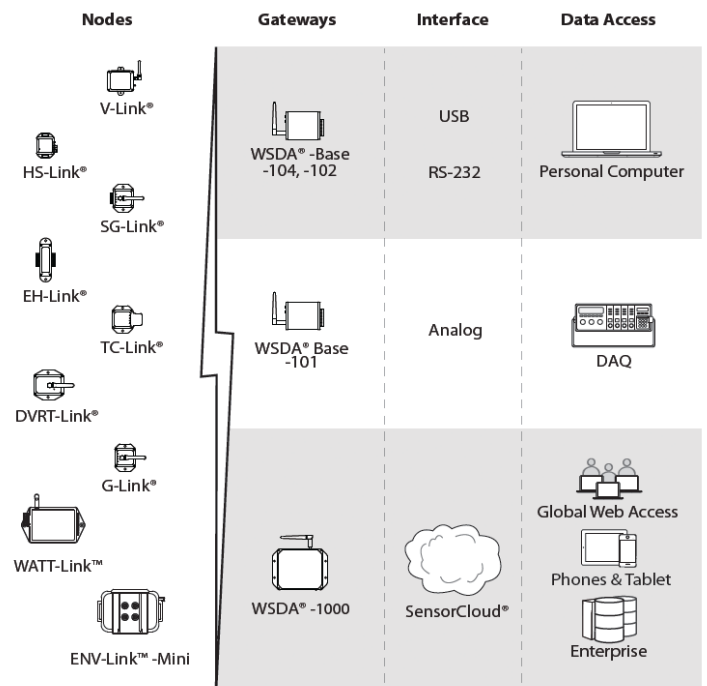 Nodes
Gateways
Interface
Data Access
V-Link®
HS-Link®
SG-Link®
EH-Link®
TC-Link®
DVRT-Link®
G-Link®
WATT-Link™
ENV-Link™ -Mini
WSDA® -Base
-104, -102
USB
RS-232
Personal Computer
WSDA® Base
-101
Analog
DAQ
WSDA® -1000
SensorCloud®
Global Web Access
Phones & Tablet
Enterprise